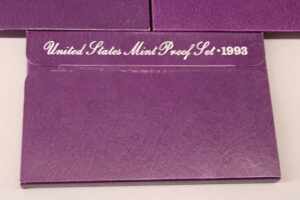 United States Mint Proof Set • 1993